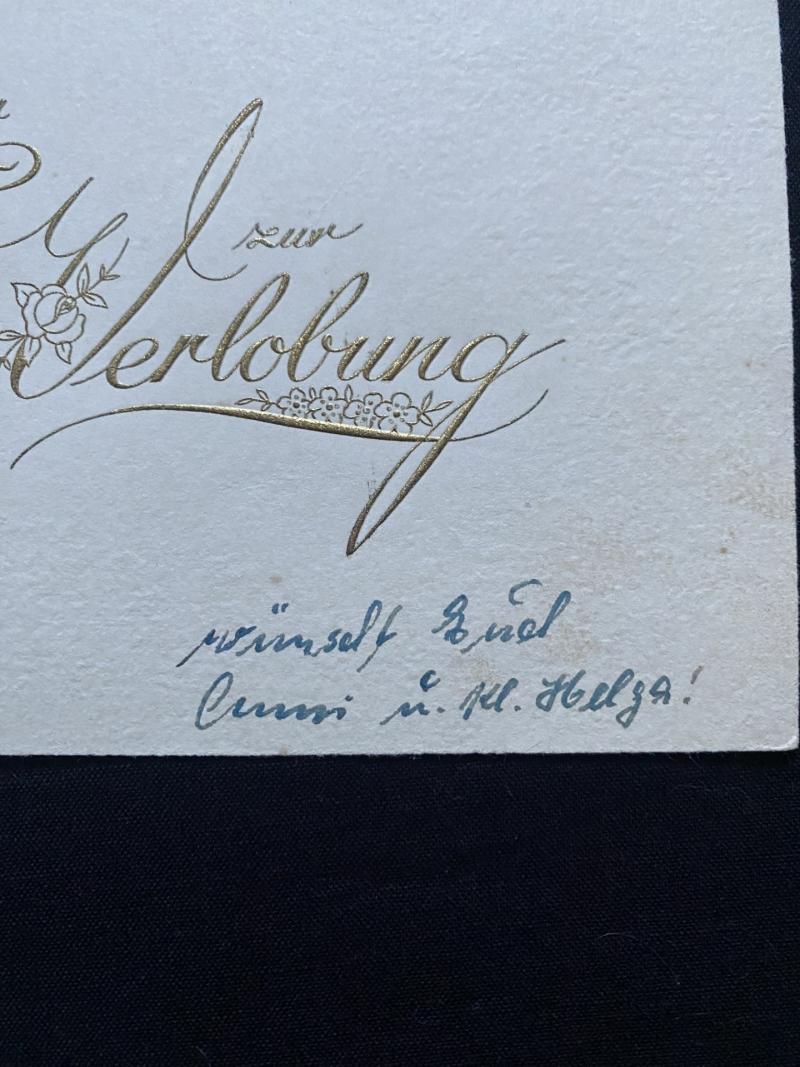 zur
Verlobung
wünscht Euch
Anni u. Kl. Helga!